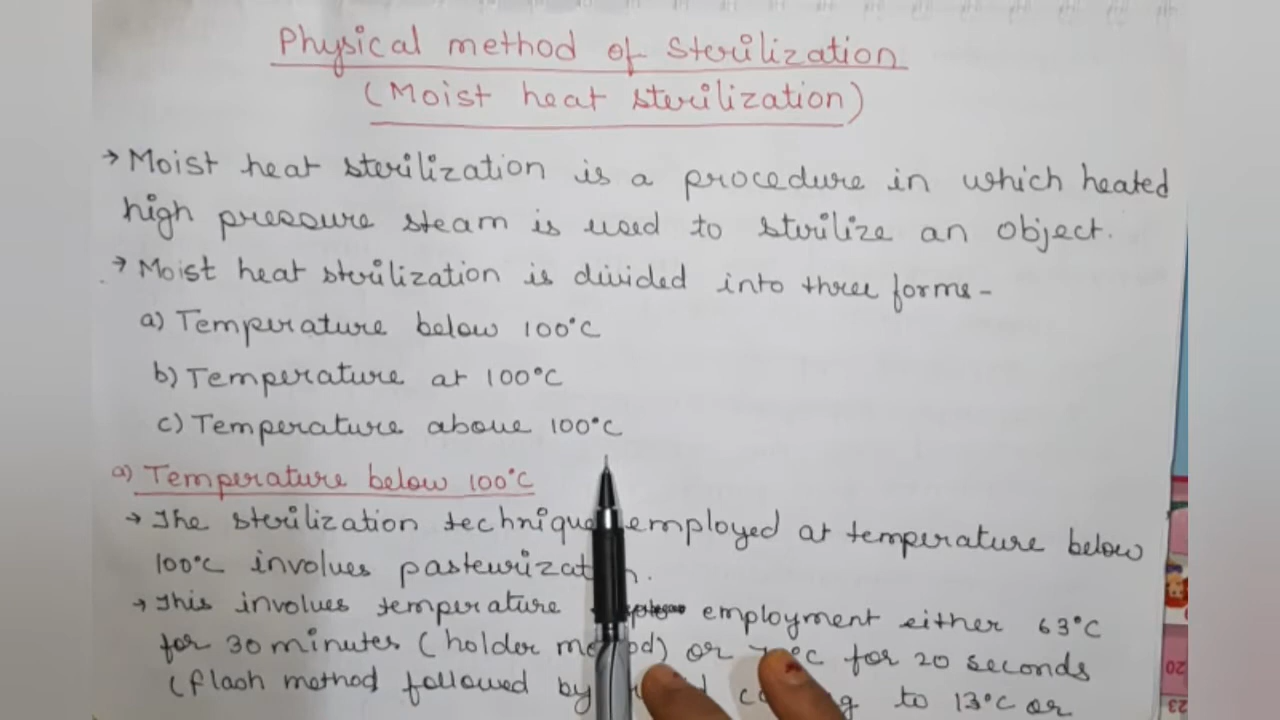 Physical method of Sterilization
(Moist heat sterilization)
→ Moist heat sterilization is a procedure in which heated
high pressure steam is used to sterilize an object.
→ Moist heat sterilization is divided into three forms -
a) Temperature below 100°C
b) Temperature at 100°C
c) Temperature above 100°C
a) Temperature below 100°C
→ The sterilization technique employed at temperature below
100°C involves
→ This involves temperature employment either 63°C
for 30 minutes (holder or for 20 seconds
(flash method followed by to 13°C or
20
23